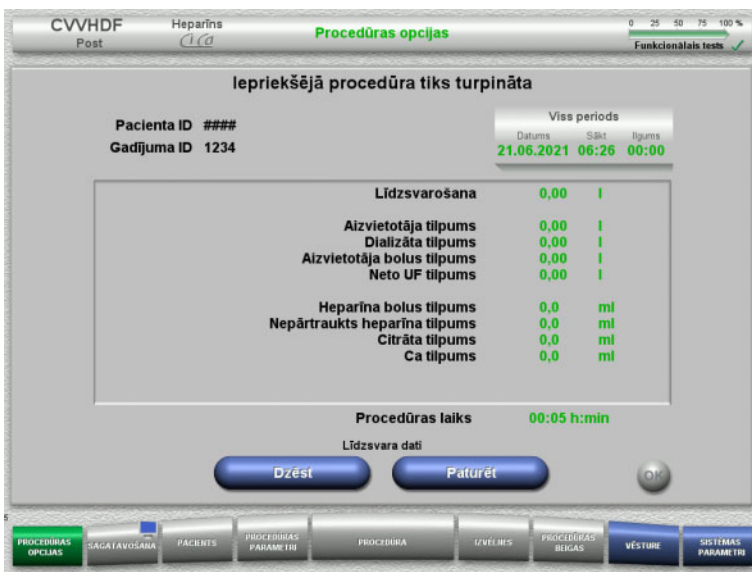 CVVHDF Heparīns Procedūras opcijas 0 25 50 75 100 %
Post Ci Ca Funkcionālais tests
Iepriekšējā procedūra tiks turpināta
Viss periods
Pacienta ID #### Datums Sākt Ilgums
Gadījuma ID 1234 21.06.2021 06:26 00:00
Līdzsvarošana 0,00 l
Aizvietotāja tilpums 0,00 l
Dializāta tilpums 0,00 l
Aizvietotāja bolus tilpums 0,00 l
Neto UF tilpums 0,00 l
Heparīna bolus tilpums 0,0 ml
Nepārtraukts heparīna tilpums 0,0 ml
Citrāta tilpums 0,0 ml
Ca tilpums 0,0 ml
Procedūras laiks 00:05 h:min
Līdzsvara dati
Dzēst Paturēt OK
5
PROCEDŪRAS OPCIJAS SAGATAVOŠANA PACIENTS PROCEDŪRAS PARAMETRI PROCEDŪRA IZVĒLNES PROCEDŪRAS BEIGAS VĒSTURE SISTĒMAS PARAMETRI